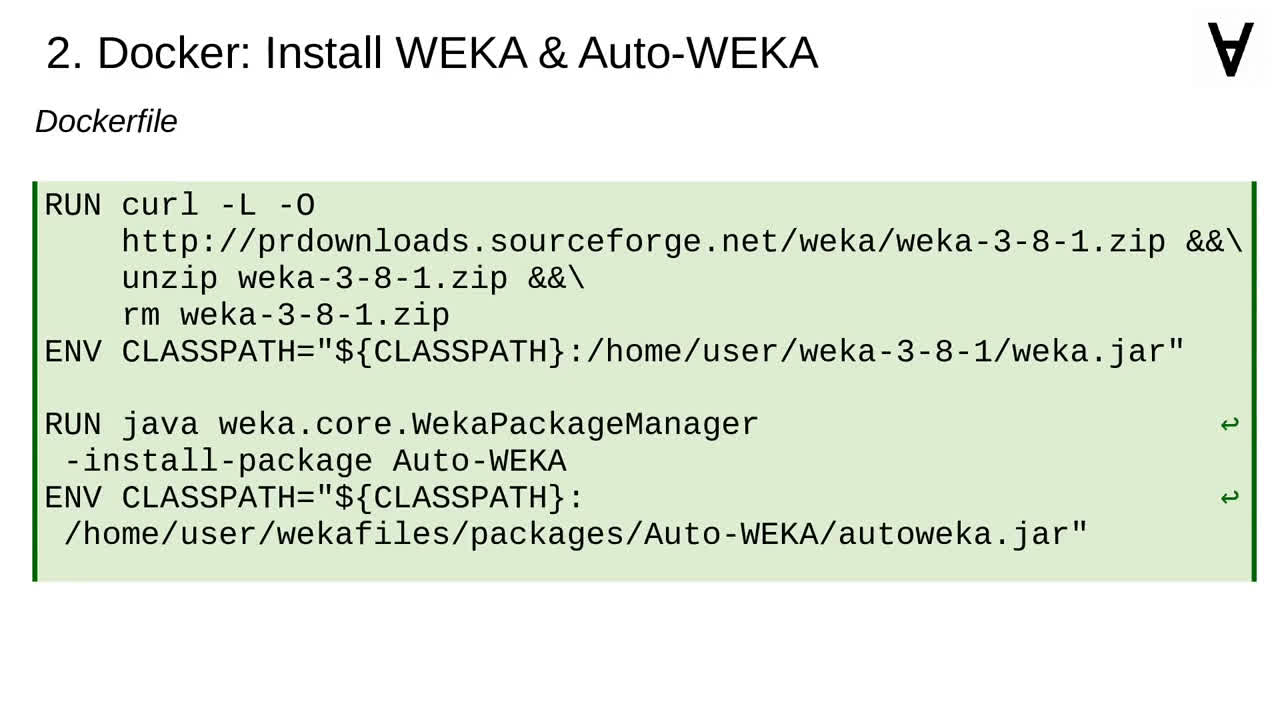 2. Docker: Install WEKA & Auto-WEKA
∀
Dockerfile
RUN curl -L -O
http://prdownloads.sourceforge.net/weka/weka-3-8-1.zip &&\
unzip weka-3-8-1.zip &&\
rm weka-3-8-1.zip
ENV CLASSPATH="${CLASSPATH}:/home/user/weka-3-8-1/weka.jar"
RUN java weka.core.WekaPackageManager ↩
-install-package Auto-WEKA
ENV CLASSPATH="${CLASSPATH}: ↩
/home/user/wekafiles/packages/Auto-WEKA/autoweka.jar"